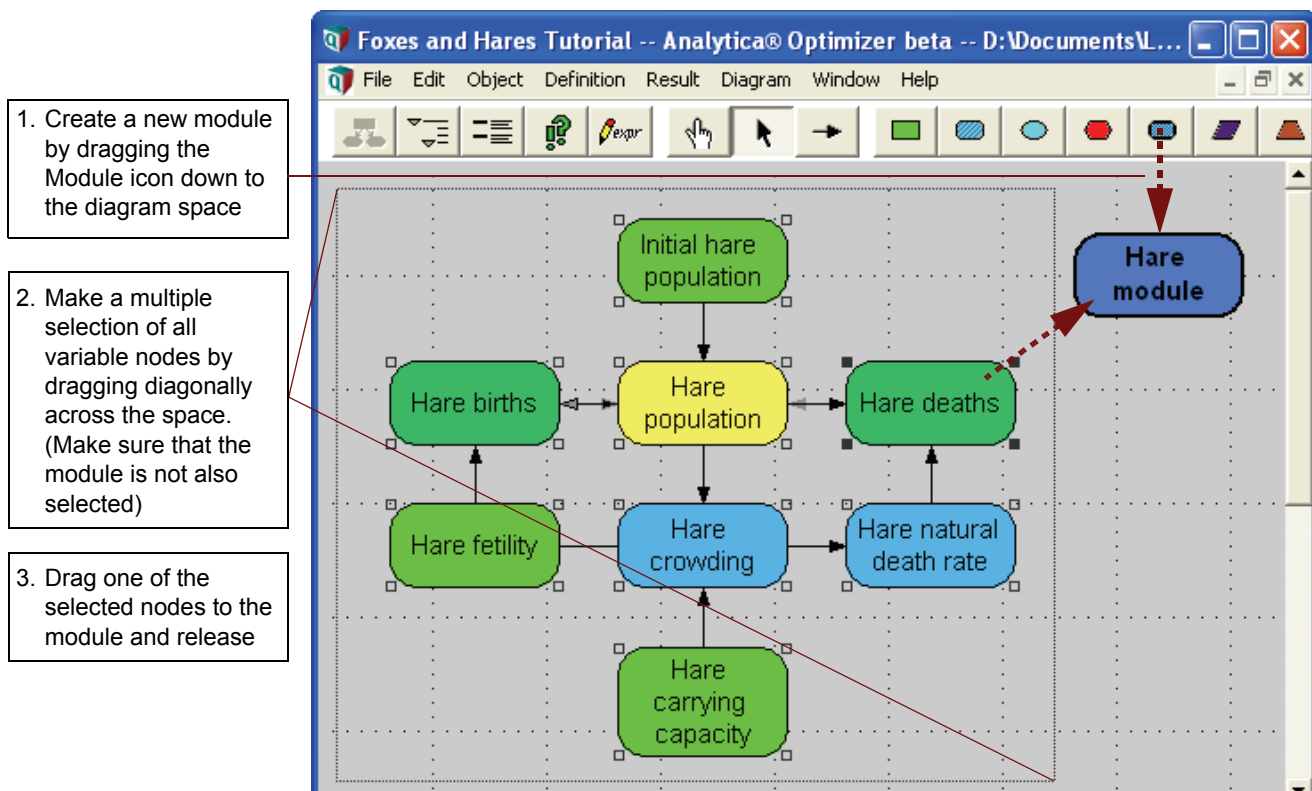 Foxes and Hares Tutorial -- Analytica® Optimizer beta -- D:\Documents\L...
File Edit Object Definition Result Diagram Window Help
expr
1. Create a new module
by dragging the
Module icon down to
the diagram space
2. Make a multiple
selection of all
variable nodes by
dragging diagonally
across the space.
(Make sure that the
module is not also
selected)
3. Drag one of the
selected nodes to the
module and release
Initial hare
population
Hare
module
Hare births
Hare
population
Hare deaths
Hare fetility
Hare
crowding
Hare natural
death rate
Hare
carrying
capacity